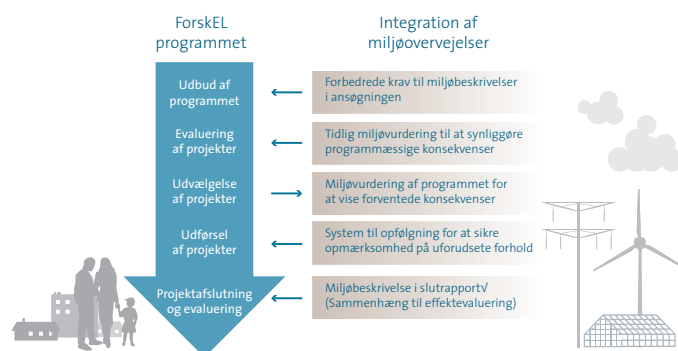 ForskEL
programmet
Integration af
miljøovervejelser
Udbud af
programmet
Forbedrede krav til miljøbeskrivelser
i ansøgningen
Evaluering
af projekter
Tidlig miljøvurdering til at synliggøre
programmæssige konsekvenser
Udvælgelse
af projekter
Miljøvurdering af programmet for
at vise forventede konsekvenser
Udførsel
af projekter
System til opfølgning for at sikre
opmærksomhed på uforudsete forhold
Projektafslutning
og evaluering
Miljøbeskrivelse i slutrapport√
(Sammenhæng til effektevaluering)